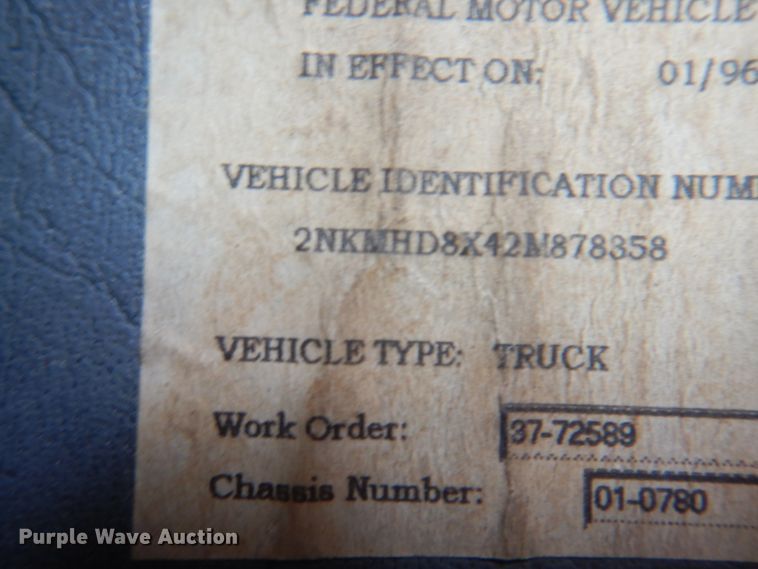 FEDERAL MOTOR VEHICLE
IN EFFECT ON: 01/96
VEHICLE IDENTIFICATION NUM
2NKMHD8X42M878358
VEHICLE TYPE: TRUCK
Work Order: 37-72589
Chassis Number: 01-0780
Purple Wave Auction